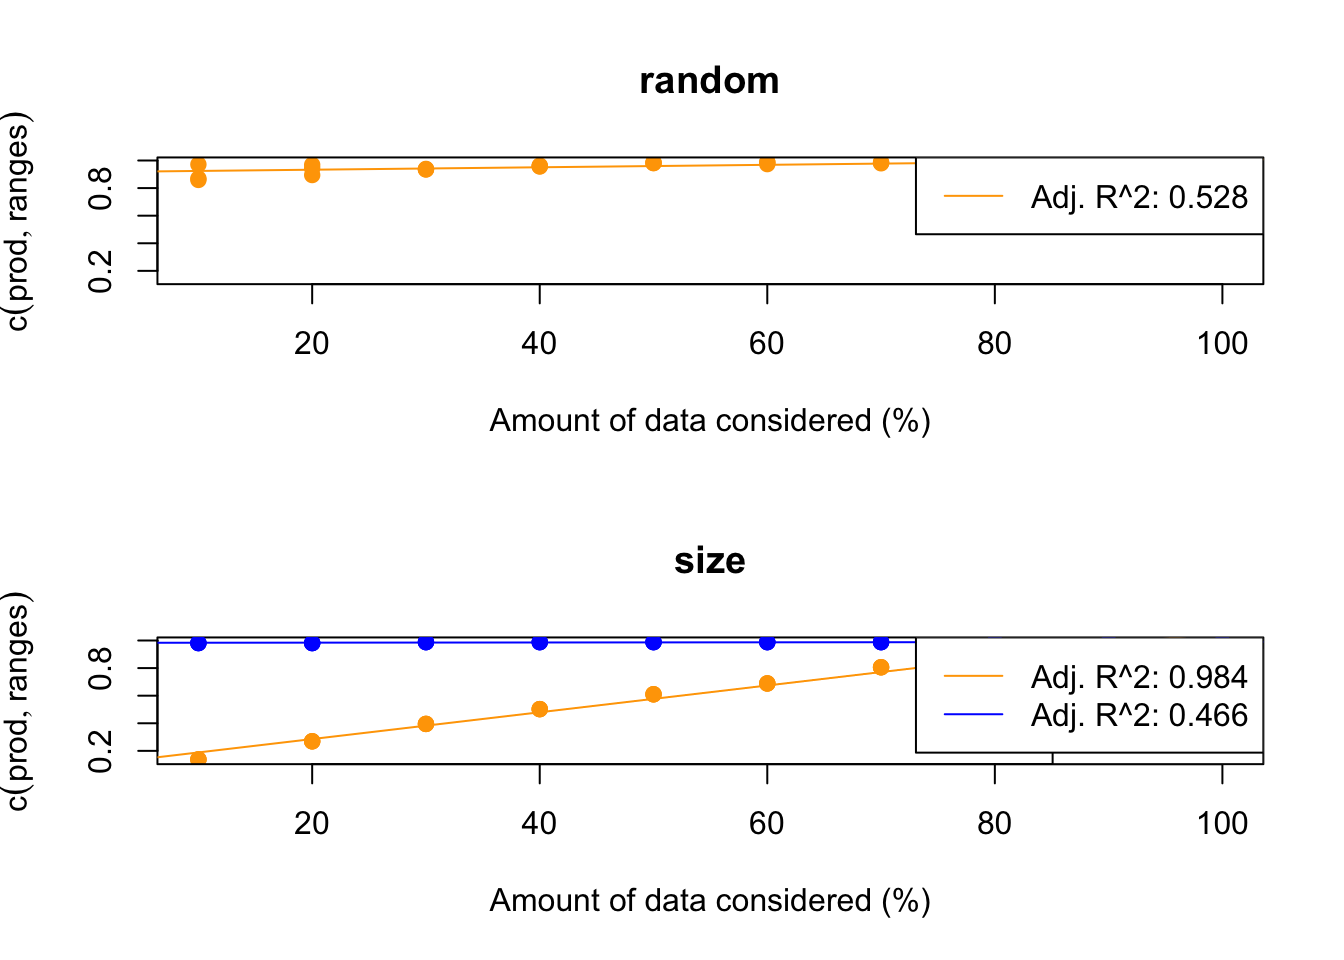 random
c(prod, ranges)
0.8
0.2
Adj. R^2: 0.528
20 40 60 80 100
Amount of data considered (%)
size
c(prod, ranges)
0.8
0.2
Adj. R^2: 0.984
Adj. R^2: 0.466
20 40 60 80 100
Amount of data considered (%)